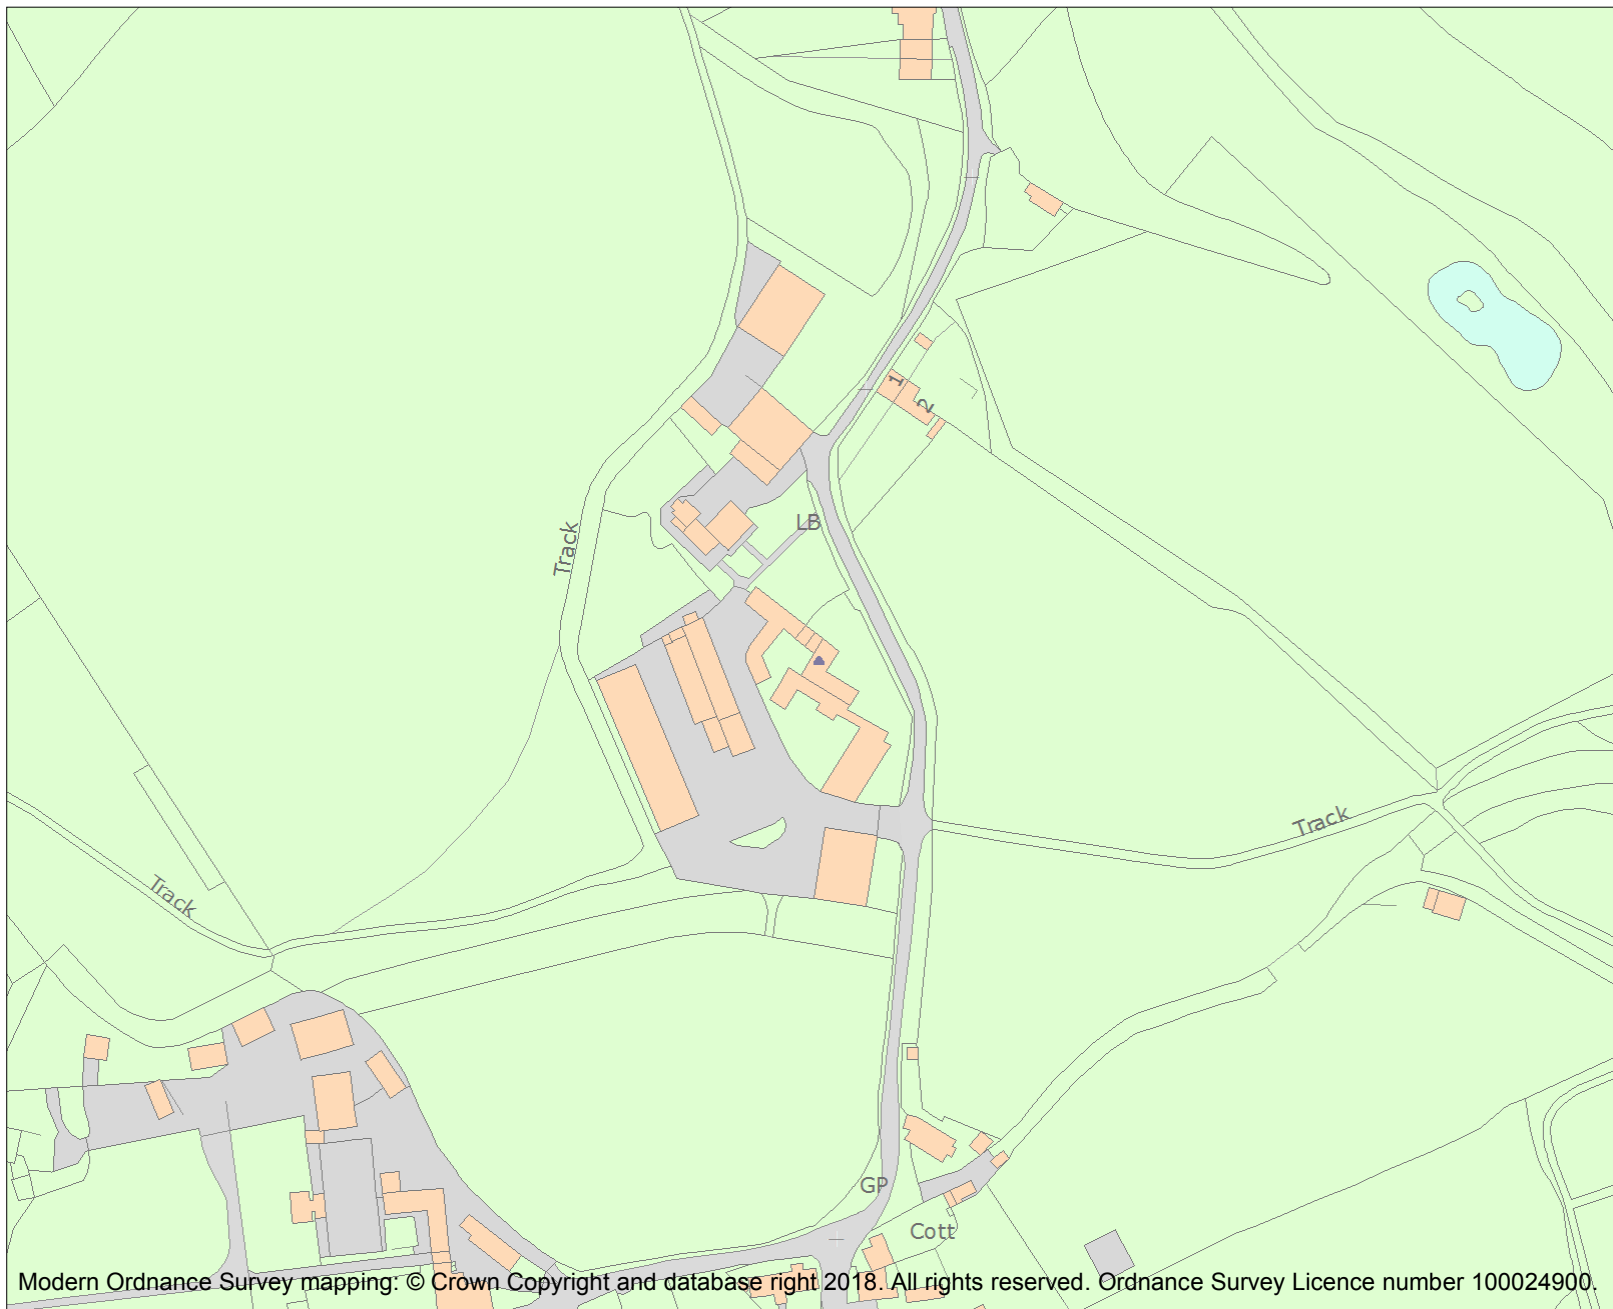 1
2
LB
Track
Track
Track
GP
Cott
Modern Ordnance Survey mapping: © Crown Copyright and database right 2018. All rights reserved. Ordnance Survey Licence number 100024900.